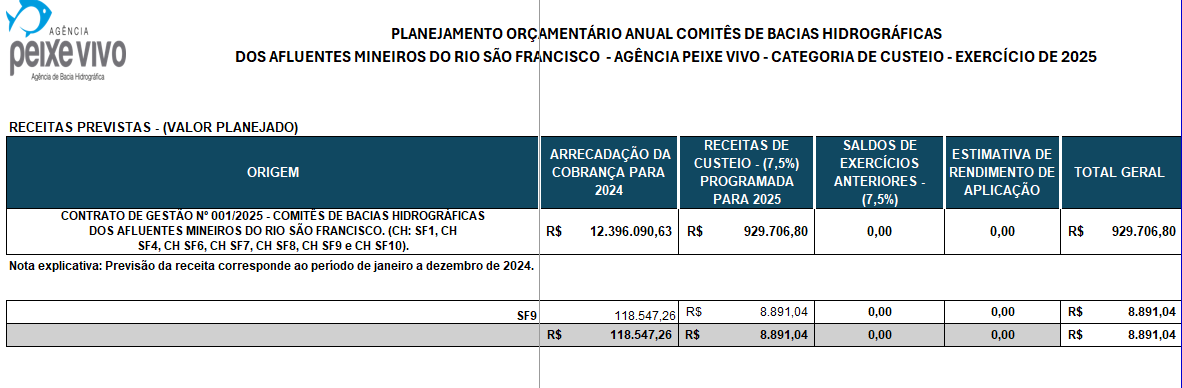 AGÊNCIA
peixe vivo
Agência de Bacia Hidrográfica
PLANEJAMENTO ORÇAMENTÁRIO ANUAL COMITÊS DE BACIAS HIDROGRÁFICAS
DOS AFLUENTES MINEIROS DO RIO SÃO FRANCISCO - AGÊNCIA PEIXE VIVO - CATEGORIA DE CUSTEIO - EXERCÍCIO DE 2025
RECEITAS PREVISTAS - (VALOR PLANEJADO)
ORIGEM
ARRECADAÇÃO DA
COBRANÇA PARA
2024
RECEITAS DE
CUSTEIO - (7,5%)
PROGRAMADA
PARA 2025
SALDOS DE
EXERCÍCIOS
ANTERIORES -
(7,5%)
ESTIMATIVA DE
RENDIMENTO DE
APLICAÇÃO
TOTAL GERAL
CONTRATO DE GESTÃO Nº 001/2025 - COMITÊS DE BACIAS HIDROGRÁFICAS
DOS AFLUENTES MINEIROS DO RIO SÃO FRANCISCO. (CH: SF1, CH
SF4, CH SF6, CH SF7, CH SF8, CH SF9 e CH SF10).
R$ 12.396.090,63 R$ 929.706,80 0,00 0,00 R$ 929.706,80
Nota explicativa: Previsão da receita corresponde ao período de janeiro a dezembro de 2024.
SF9 118.547,26 R$ 8.891,04 0,00 0,00 R$ 8.891,04
R$ 118.547,26 R$ 8.891,04 0,00 0,00 R$ 8.891,04